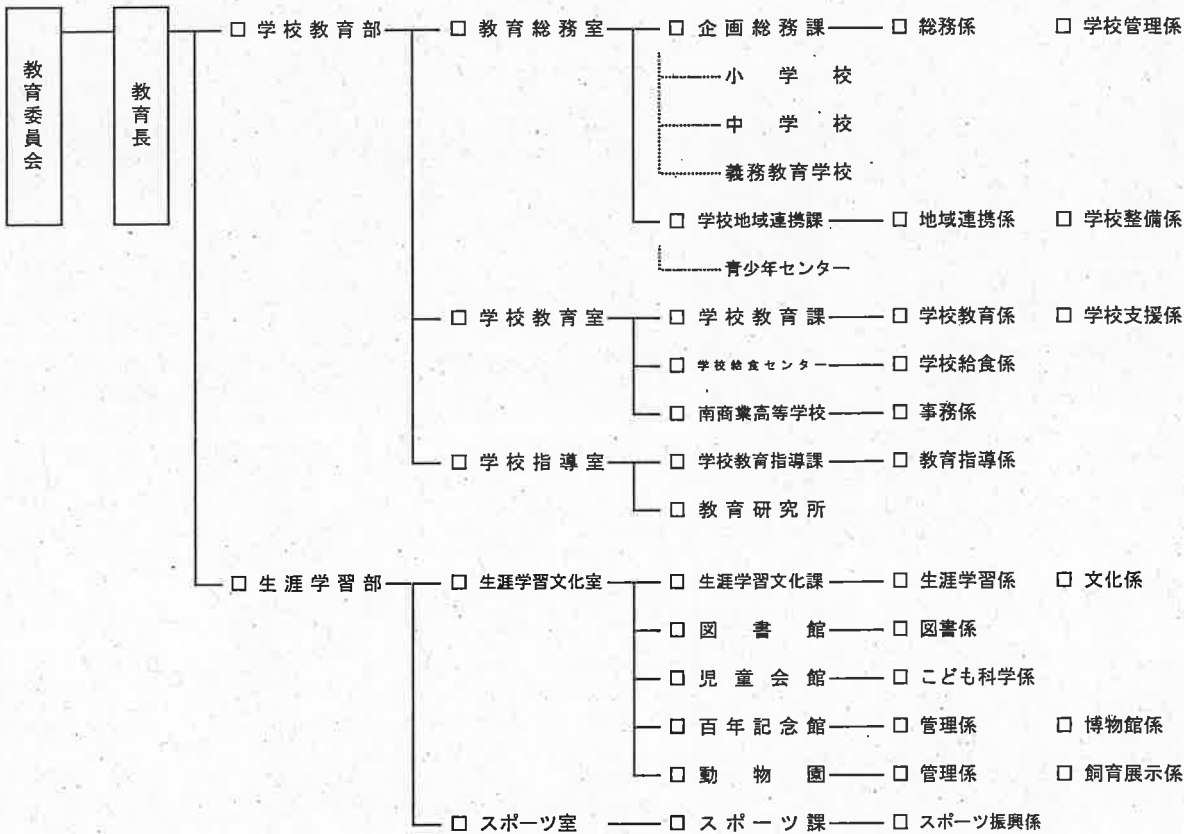 教育委員会
教育長
□ 学校教育部 □ 教育総務室 □ 企画総務課 □ 総務係 □ 学校管理係
小学校
中学校
義務教育学校
□ 学校地域連携課 □ 地域連携係 □ 学校整備係
青少年センター
□ 学校教育室 □ 学校教育課 □ 学校教育係 □ 学校支援係
□ 学校給食センター □ 学校給食係
□ 南商業高等学校 □ 事務係
□ 学校指導室 □ 学校教育指導課 □ 教育指導係
□ 教育研究所
□ 生涯学習部 □ 生涯学習文化室 □ 生涯学習文化課 □ 生涯学習係 □ 文化係
□ 図書館 □ 図書係
□ 児童会館 □ こども科学係
□ 百年記念館 □ 管理係 □ 博物館係
□ 動物園 □ 管理係 □ 飼育展示係
□ スポーツ室 □ スポーツ課 □ スポーツ振興係